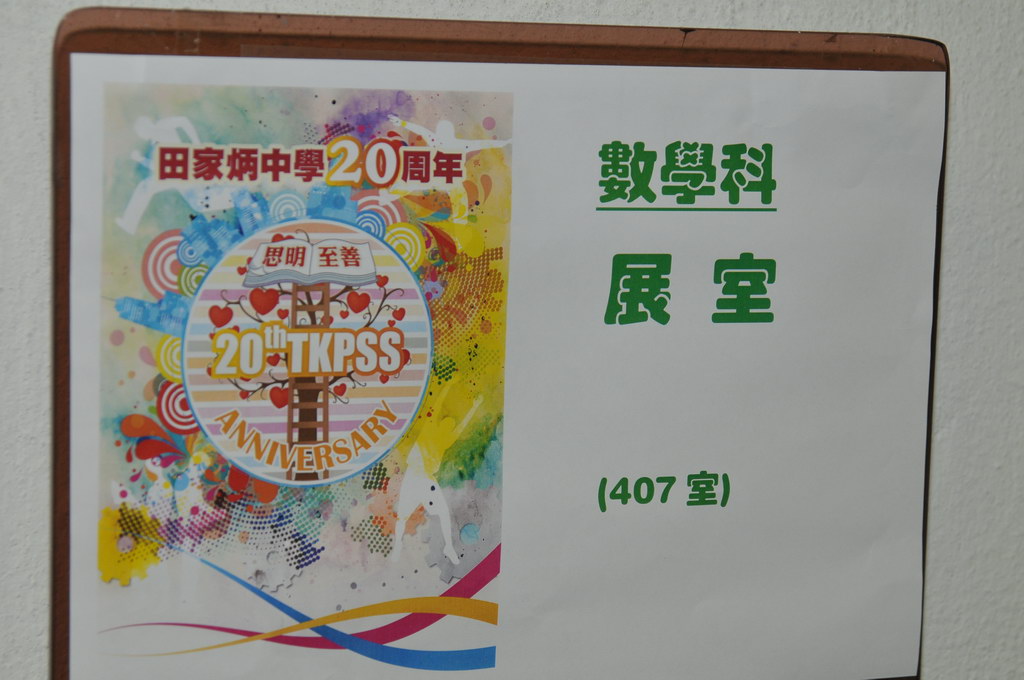 田家炳中學20周年
思明 至善
20th TKPSS
ANNIVERSARY
數學科
展室
(407 室)